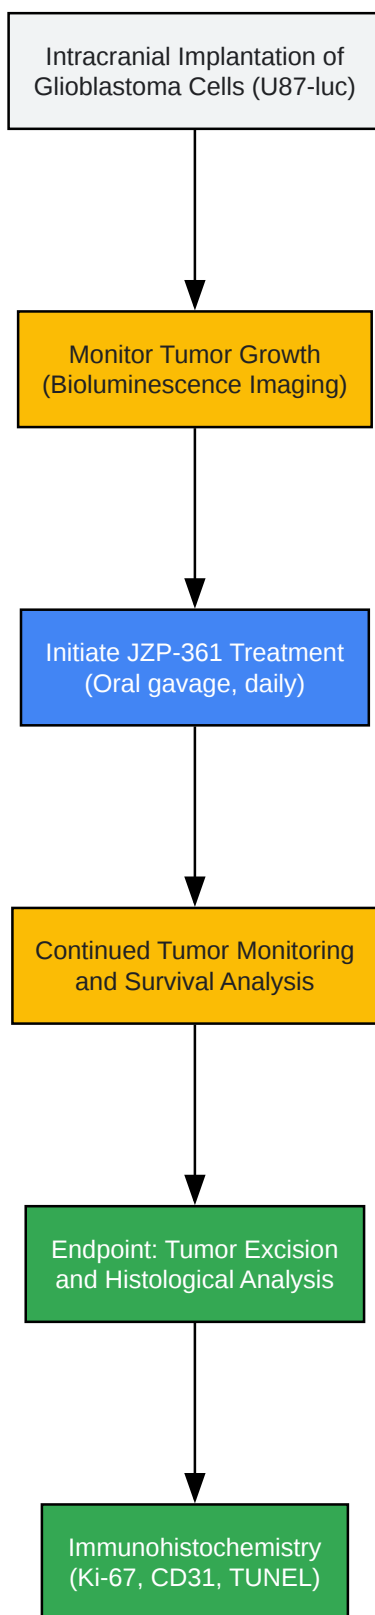 Intracranial Implantation of
Glioblastoma Cells (U87-luc)
Monitor Tumor Growth
(Bioluminescence Imaging)
Initiate JZP-361 Treatment
(Oral gavage, daily)
Continued Tumor Monitoring
and Survival Analysis
Endpoint: Tumor Excision
and Histological Analysis
Immunohistochemistry
(Ki-67, CD31, TUNEL)